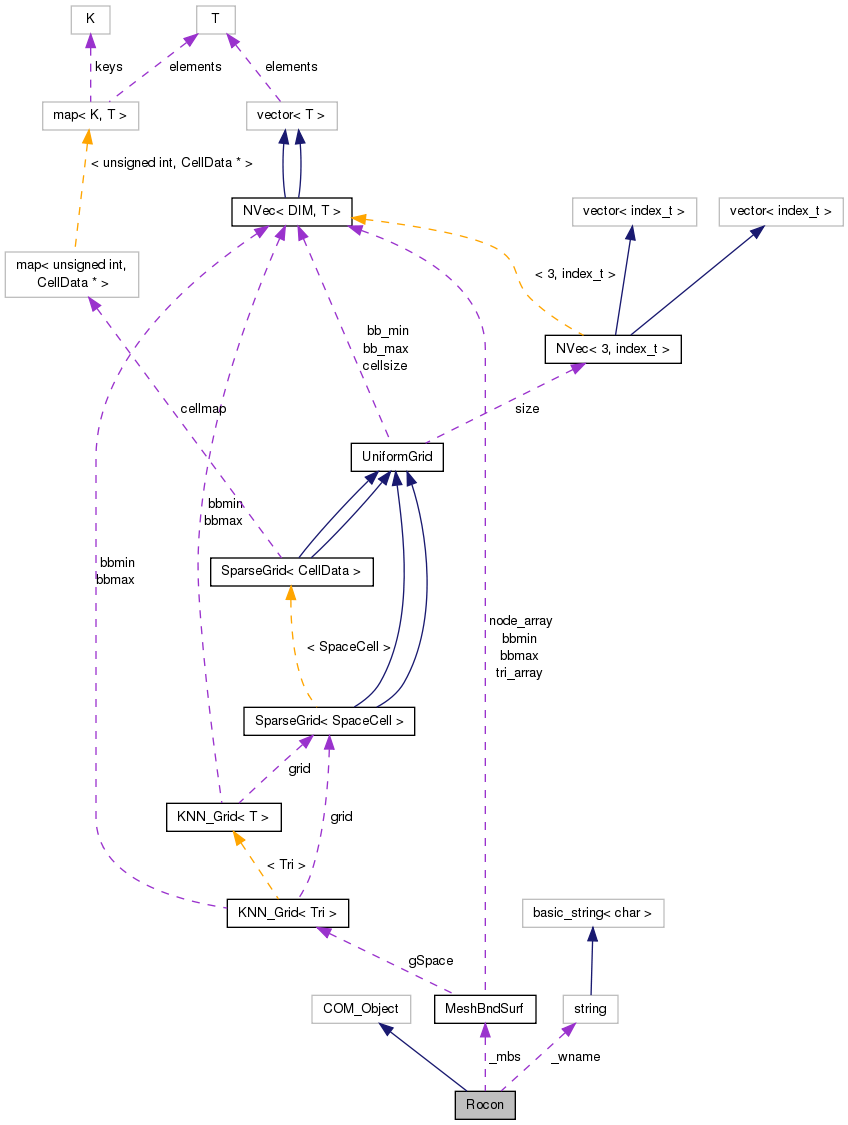 K
T
keys
elements
elements
map< K, T >
vector< T >
< unsigned int, CellData * >
NVec< DIM, T >
vector< index_t >
vector< index_t >
map< unsigned int,
CellData * >
< 3, index_t >
bb_min
bb_max
cellsize
NVec< 3, index_t >
cellmap
size
UniformGrid
bbmin
bbmax
bbmin
bbmax
SparseGrid< CellData >
node_array
bbmin
bbmax
tri_array
< SpaceCell >
SparseGrid< SpaceCell >
grid
KNN_Grid< T >
grid
< Tri >
KNN_Grid< Tri >
basic_string< char >
gSpace
COM_Object
MeshBndSurf
string
_mbs
_wname
Rocon